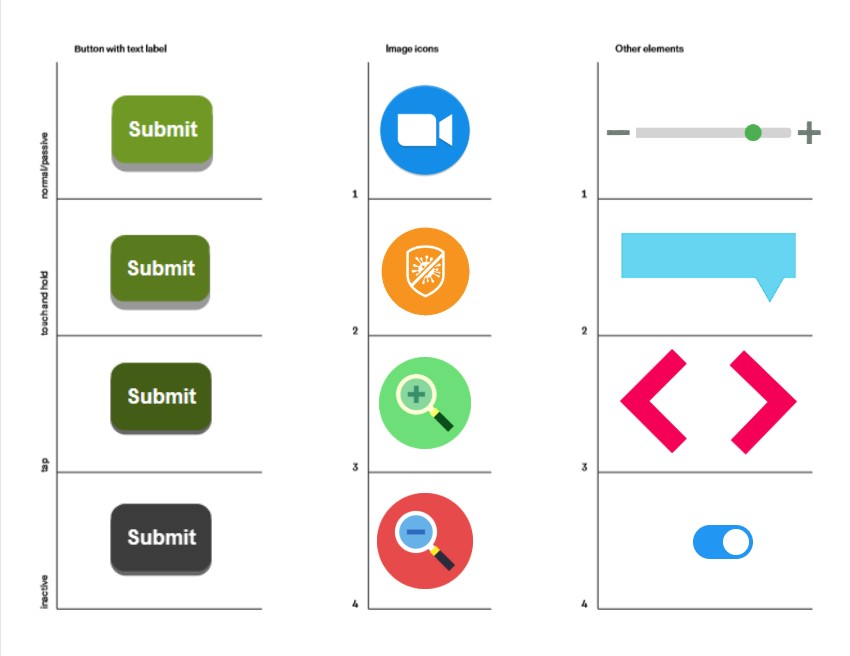 Button with text label
Image icons
Other elements
normal/passive
Submit
1
1
touch and hold
Submit
2
2
tap
Submit
3
3
inactive
Submit
4
4